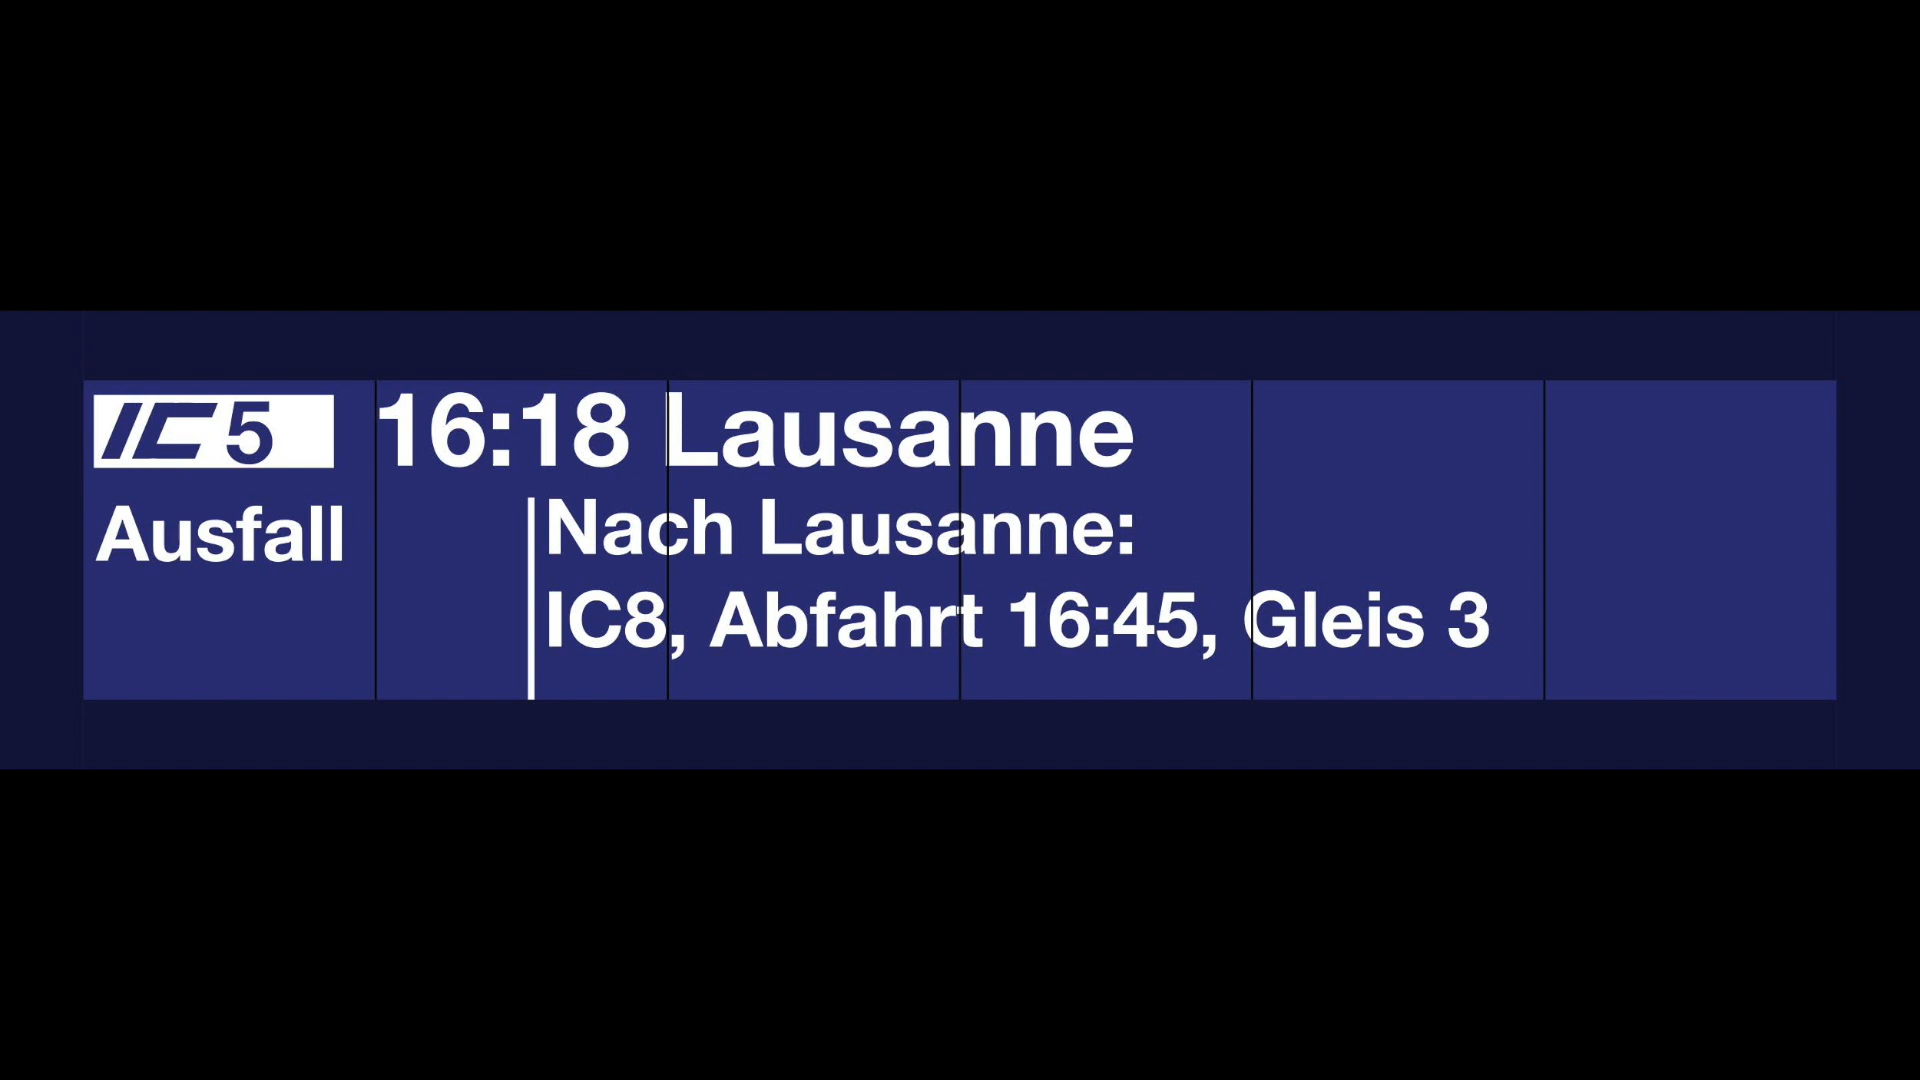 IC 5 16:18 Lausanne
Ausfall
Nach Lausanne:
IC8, Abfahrt 16:45, Gleis 3